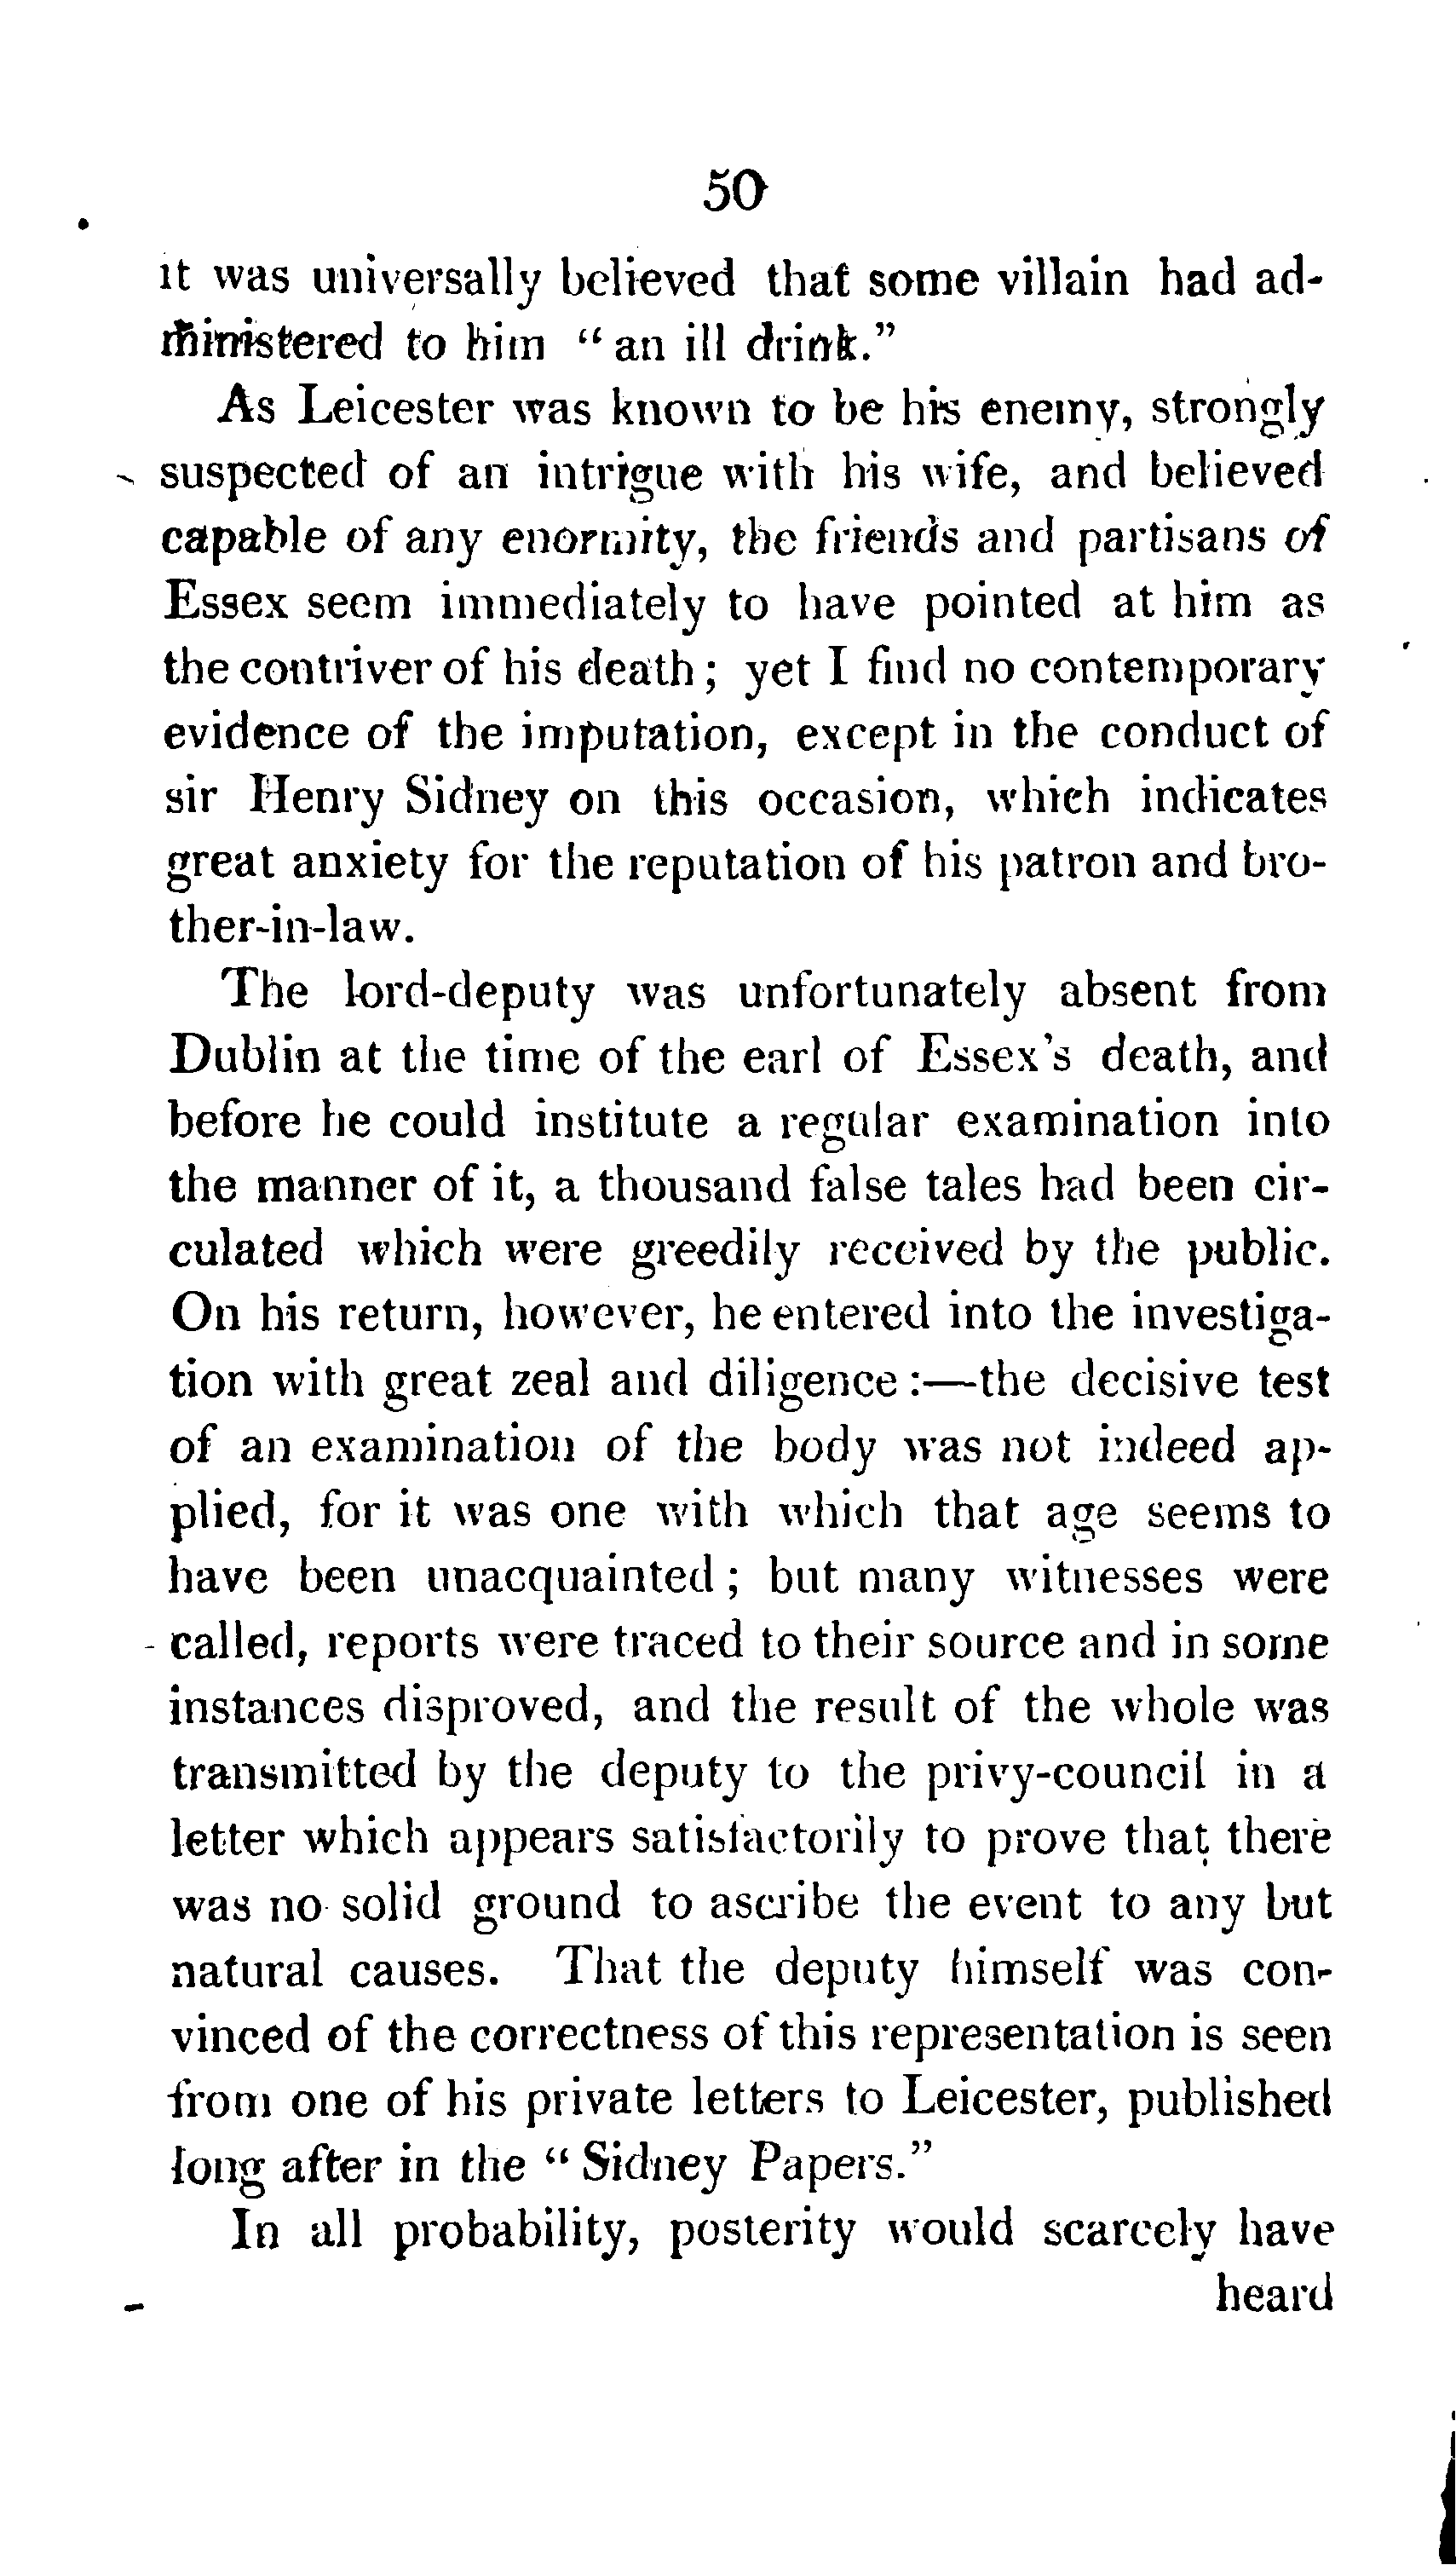 50
it was universally believed that some villain had ad-
ministered to him “ an ill drink.”
As Leicester was known to be his enemy, strongly
suspected of an intrigue with his wife, and believed
capable of any enormity, the friends and partisans of
Essex seem immediately to have pointed at him as
the contriver of his death ; yet I find no contemporary
evidence of the imputation, except in the conduct of
sir Henry Sidney on this occasion, which indicates
great anxiety for the reputation of his patron and bro-
ther-in-law.
The lord-deputy was unfortunately absent from
Dublin at the time of the earl of Essex's death, and
before he could institute a regular examination into
the manner of it, a thousand false tales had been cir-
culated which were greedily received by the public.
On his return, however, he entered into the investiga-
tion with great zeal and diligence :—the decisive test
of an examination of the body was not indeed ap-
plied, for it was one with which that age seems to
have been unacquainted ; but many witnesses were
called, reports were traced to their source and in some
instances disproved, and the result of the whole was
transmitted by the deputy to the privy-council in a
letter which appears satisfactorily to prove that there
was no solid ground to ascribe the event to any but
natural causes. That the deputy himself was con-
vinced of the correctness of this representation is seen
from one of his private letters to Leicester, published
long after in the “ Sidney Papers.”
In all probability, posterity would scarcely have
heard